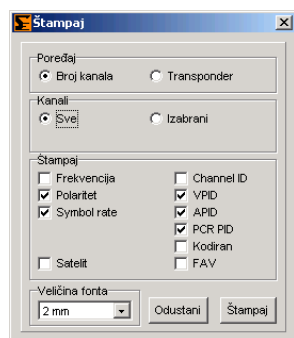 Štampaj
Poređaj
Broj kanala Transponder
Kanali
Sve Izabrani
Štampaj
Frekvencija Channel ID
Polaritet VPID
Symbol rate APID
PCR PID
Kodiran
Satelit FAV
Veličina fonta
2 mm Odustani Štampaj